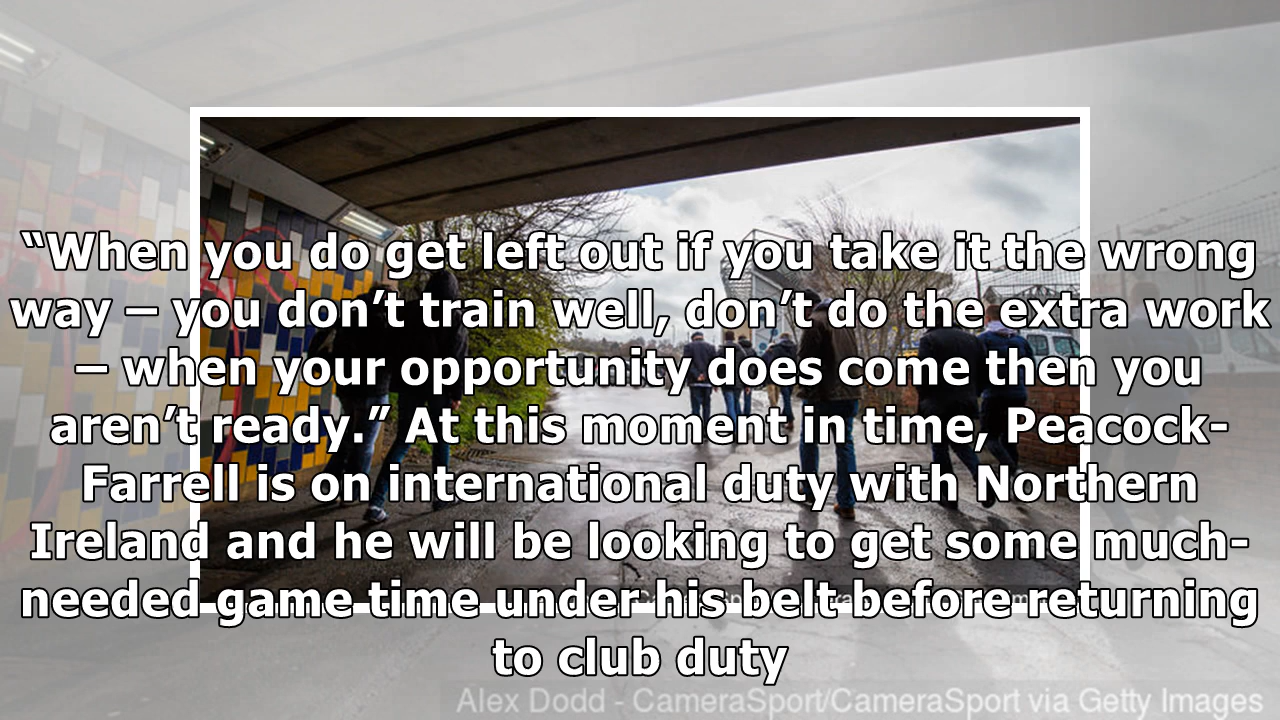 “When you do get left out if you take it the wrong
way – you don’t train well, don’t do the extra work
– when your opportunity does come then you
aren’t ready.” At this moment in time, Peacock-
Farrell is on international duty with Northern
Ireland and he will be looking to get some much-
needed game time under his belt before returning
to club duty
Alex Dodd - CameraSport/CameraSport via Getty Images